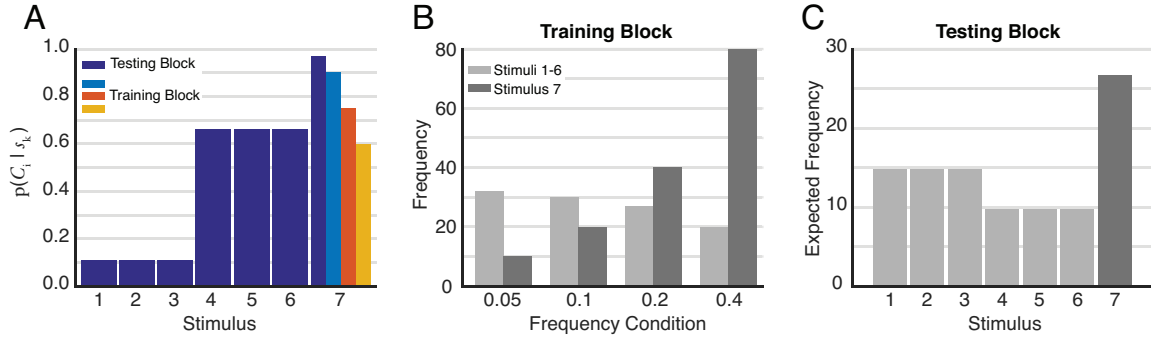 A
1.0
0.8
0.6
0.4
0.2
0.0
p(Ci | sk)
Testing Block
Training Block
1 2 3 4 5 6 7
Stimulus
B
Training Block
80
60
40
20
0
Frequency
Stimuli 1-6
Stimulus 7
0.05 0.1 0.2 0.4
Frequency Condition
C
Testing Block
30
20
10
0
Expected Frequency
1 2 3 4 5 6 7
Stimulus